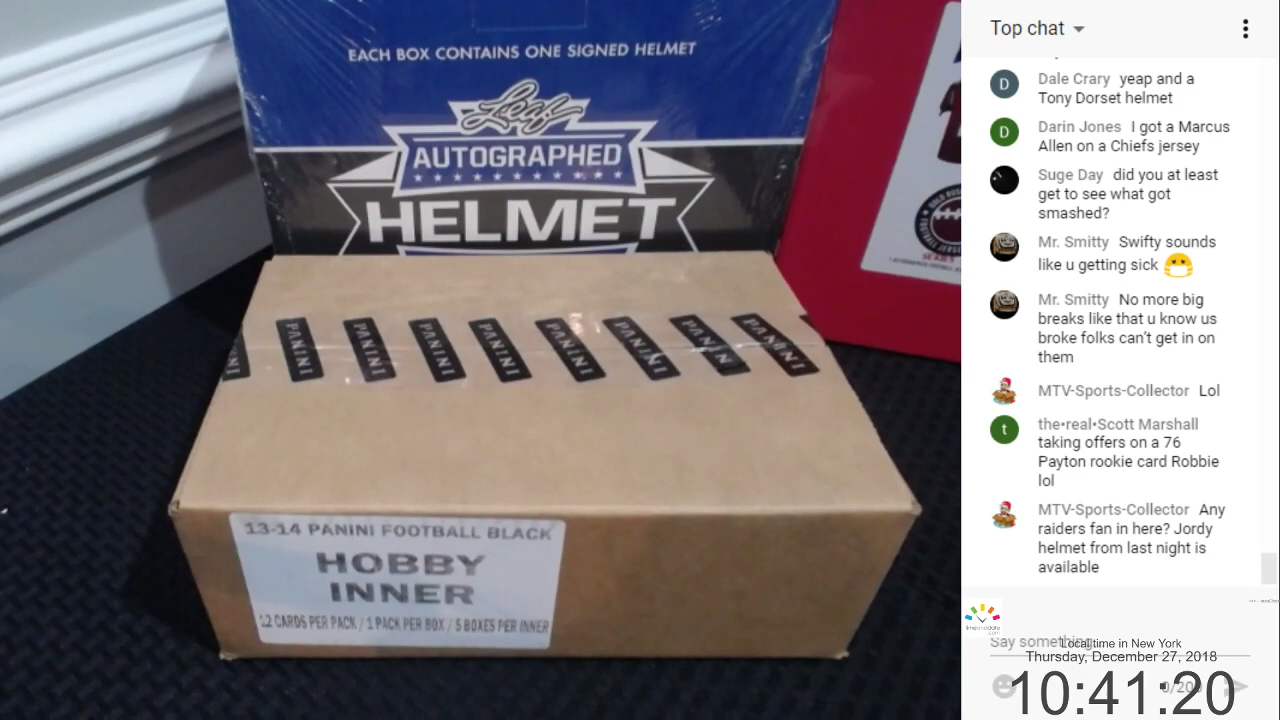 EACH BOX CONTAINS ONE SIGNED HELMET
Leaf
AUTOGRAPHED
HELMET
PANINI
PANINI
PANINI
PANINI
PANINI
PANINI
PANINI
PANINI
13-14 PANINI FOOTBALL BLACK
HOBBY
INNER
12 CARDS PER PACK / 1 PACK PER BOX / 5 BOXES PER INNER
Top chat
Dale Crary yeap and a
Tony Dorset helmet
Darin Jones I got a Marcus
Allen on a Chiefs jersey
Suge Day did you at least
get to see what got
smashed?
Mr. Smitty Swifty sounds
like u getting sick
Mr. Smitty No more big
breaks like that u know us
broke folks can't get in on
them
MTV-Sports-Collector Lol
the•real•Scott Marshall
taking offers on a 76
Payton rookie card Robbie
lol
MTV-Sports-Collector Any
raiders fan in here? Jordy
helmet from last night is
available
timeanddate
.com
Say something...
Local time in New York
Thursday, December 27, 2018
0/200
10:41:20